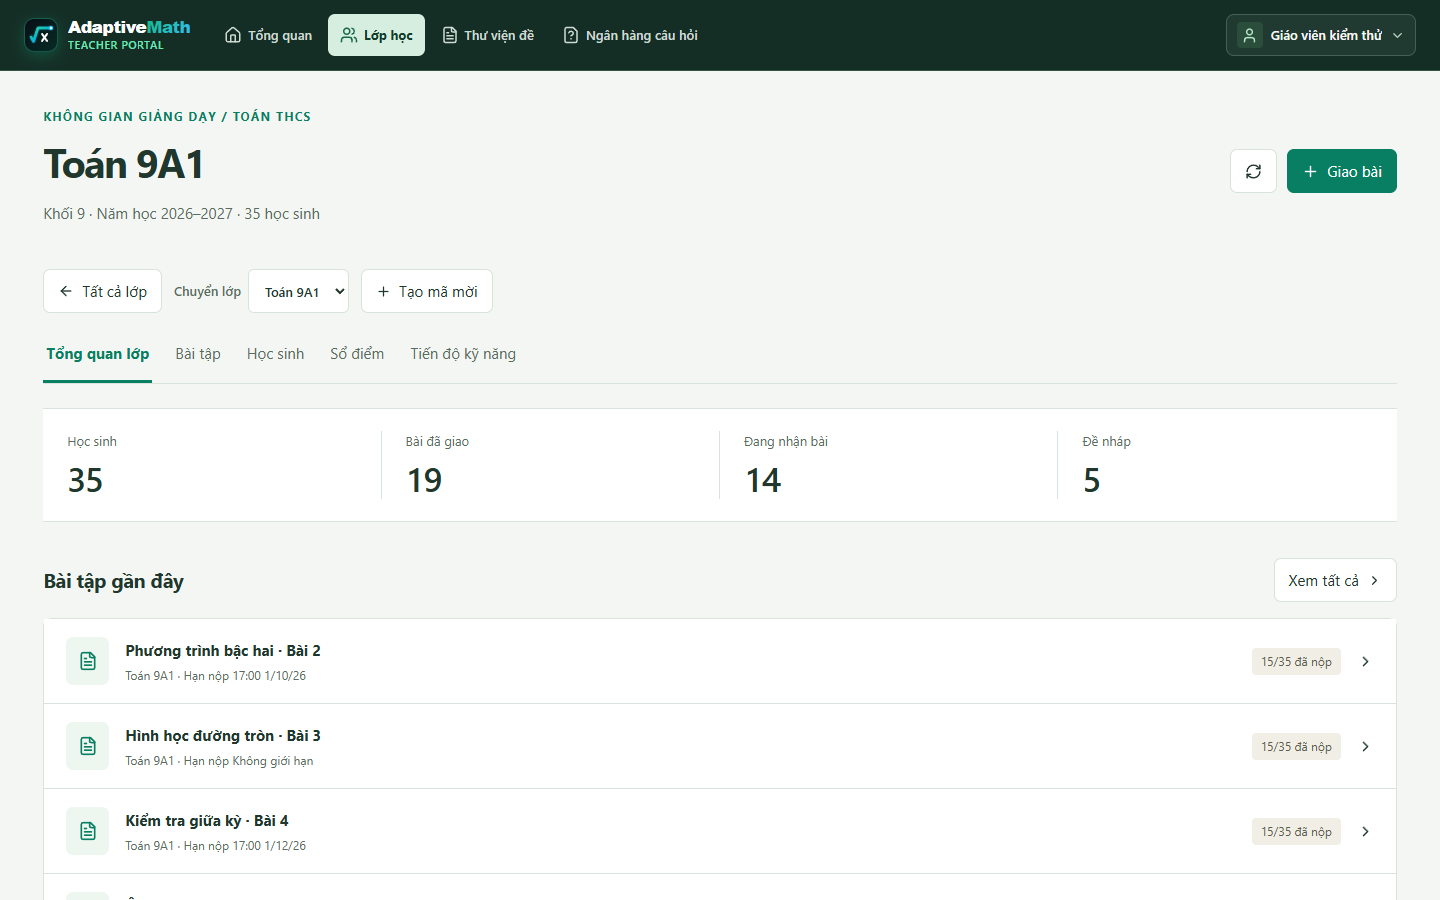 AdaptiveMath
TEACHER PORTAL
Tổng quan
Lớp học
Thư viện đề
Ngân hàng câu hỏi
Giáo viên kiểm thử
KHÔNG GIAN GIẢNG DẠY / TOÁN THCS
Toán 9A1
Giao bài
Khối 9 · Năm học 2026–2027 · 35 học sinh
Tất cả lớp
Chuyển lớp
Toán 9A1
Tạo mã mời
Tổng quan lớp
Bài tập
Học sinh
Sổ điểm
Tiến độ kỹ năng
Học sinh
35
Bài đã giao
19
Đang nhận bài
14
Đề nháp
5
Bài tập gần đây
Xem tất cả
Phương trình bậc hai · Bài 2
Toán 9A1 · Hạn nộp 17:00 1/10/26
15/35 đã nộp
Hình học đường tròn · Bài 3
Toán 9A1 · Hạn nộp Không giới hạn
15/35 đã nộp
Kiểm tra giữa kỳ · Bài 4
Toán 9A1 · Hạn nộp 17:00 1/12/26
15/35 đã nộp